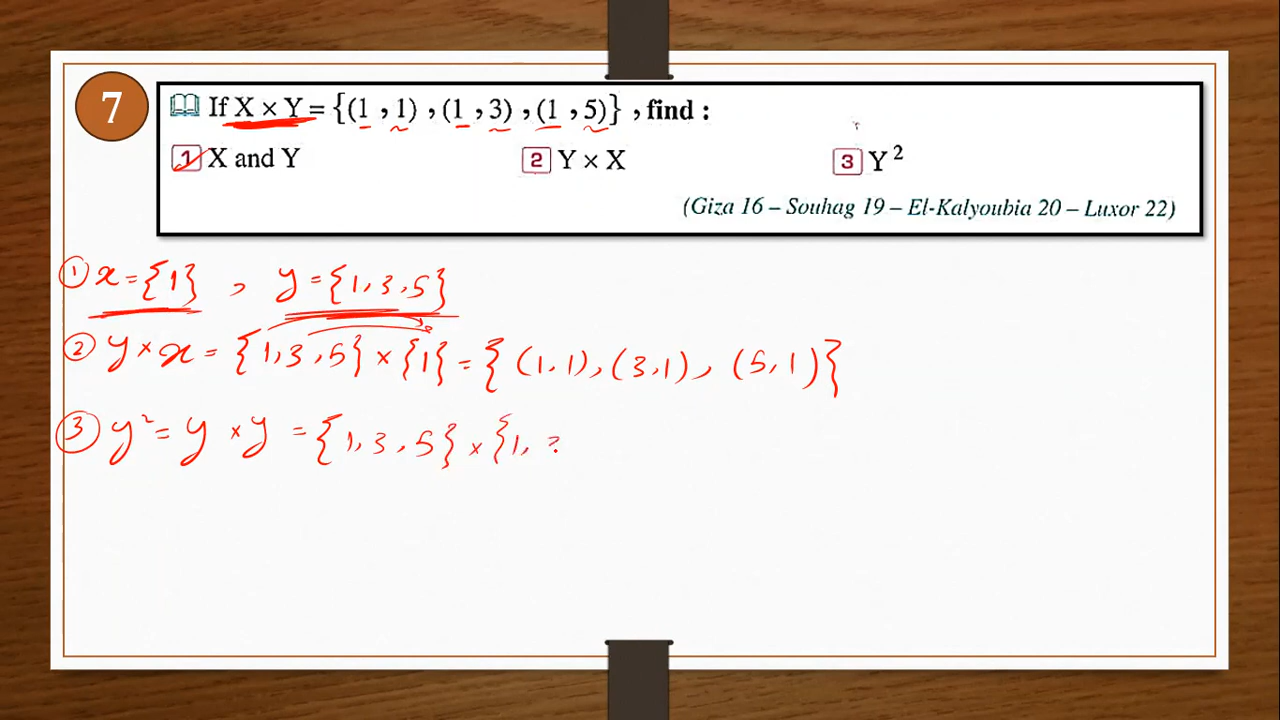 7
If X × Y = {(1 , 1) , (1 , 3) , (1 , 5)} , find :
1 X and Y 2 Y × X 3 Y²
(Giza 16 – Souhag 19 – El-Kalyoubia 20 – Luxor 22)
① x = {1} , y = {1, 3, 5}
② y × x = {1, 3, 5} × {1} = {(1, 1), (3, 1), (5, 1)}
③ y² = y × y = {1, 3, 5} × {1,